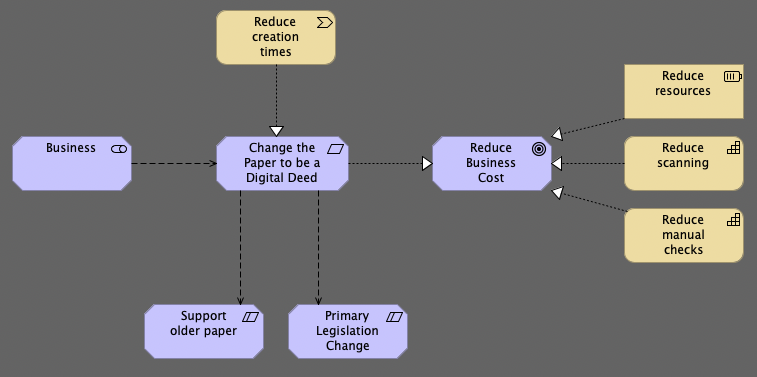 Reduce
creation
times
Reduce
resources
Business
Change the
Paper to be a
Digital Deed
Reduce
Business
Cost
Reduce
scanning
Reduce
manual
checks
Support
older paper
Primary
Legislation
Change